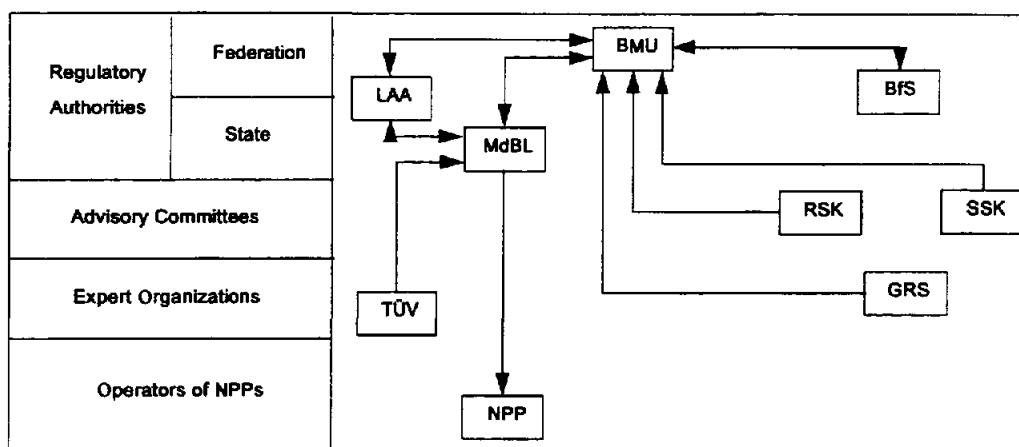 Regulatory
Authorities
Federation
State
Advisory Committees
Expert Organizations
Operators of NPPs
BMU
LAA
BfS
MdBL
RSK
SSK
GRS
TÜV
NPP